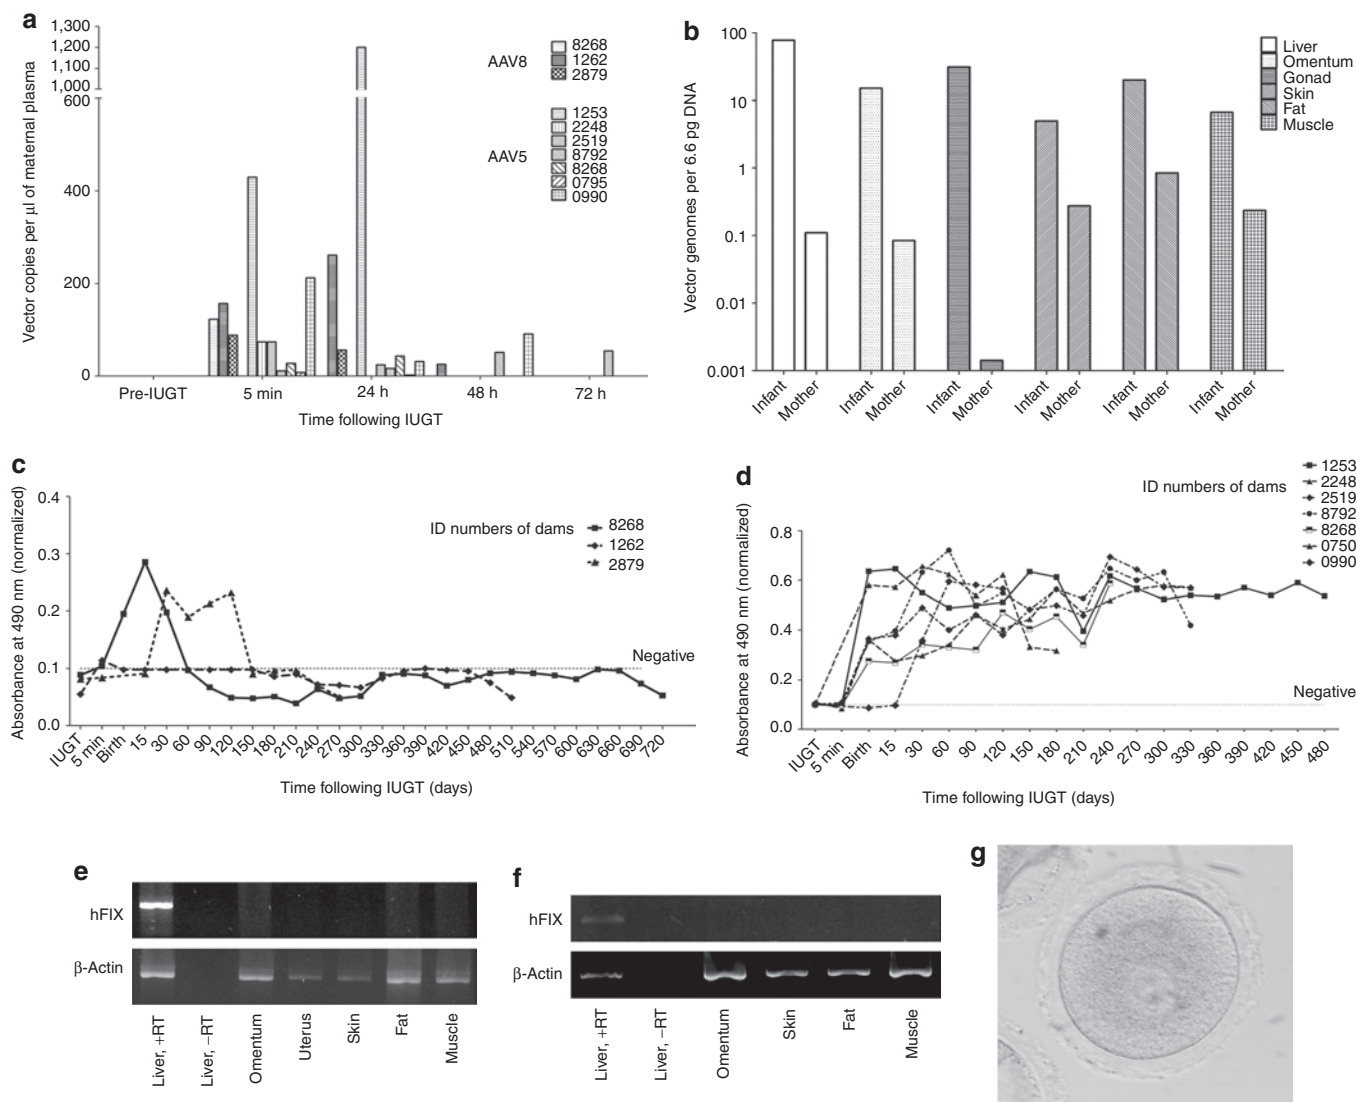 a
1,300
1,200
1,100
1,000
600
400
200
0
Vector copies per µl of maternal plasma
AAV8
8268
1262
2879
AAV5
1253
2248
2519
8792
8268
0795
0990
Pre-IUGT 5 min 24 h 48 h 72 h
Time following IUGT
b
100
10
1
0.1
0.01
0.001
Vector genomes per 6.6 pg DNA
Liver
Omentum
Gonad
Skin
Fat
Muscle
Infant Mother Infant Mother Infant Mother Infant Mother Infant Mother Infant Mother
c
0.4
0.3
0.2
0.1
0.0
Absorbance at 490 nm (normalized)
ID numbers of dams
8268
1262
2879
Negative
IUGT 5 min Birth 15 30 60 90 120 150 180 210 240 270 300 330 360 390 420 450 480 510 540 570 600 630 660 690 720
Time following IUGT (days)
d
0.8
0.6
0.4
0.2
0.0
Absorbance at 490 nm (normalized)
ID numbers of dams
1253
2248
2519
8792
8268
0750
0990
Negative
IUGT 5 min Birth 15 30 60 90 120 150 180 210 240 270 300 330 360 390 420 450 480
Time following IUGT (days)
e
hFIX
β-Actin
Liver, +RT
Liver, –RT
Omentum
Uterus
Skin
Fat
Muscle
f
hFIX
β-Actin
Liver, +RT
Liver, –RT
Omentum
Skin
Fat
Muscle
g